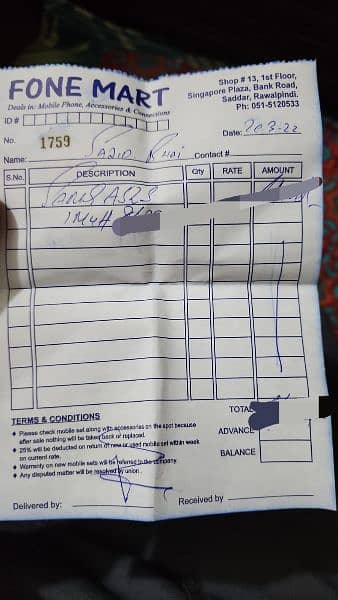 FONE MART
Deals in: Mobile Phone, Accessories & Connections
Shop # 13, 1st Floor,
Singapore Plaza, Bank Road,
Saddar, Rawalpindi.
Ph: 051-5120533
ID #
No. 1759
Date: 20-3-22
Name: Sajid Bhai Contact #
S.No. DESCRIPTION Qty RATE AMOUNT
Sams A52s
IMEI
TOTAL
ADVANCE
BALANCE
TERMS & CONDITIONS
♦ Please check mobile set along with accessories on the spot because
after sale nothing will be taken back or replaced.
♦ 25% will be deducted on return of new or used mobile set within week
on current rate.
♦ Warranty on new mobile sets will be referred to the company.
♦ Any disputed matter will be resolved by union.
Delivered by:
Received by